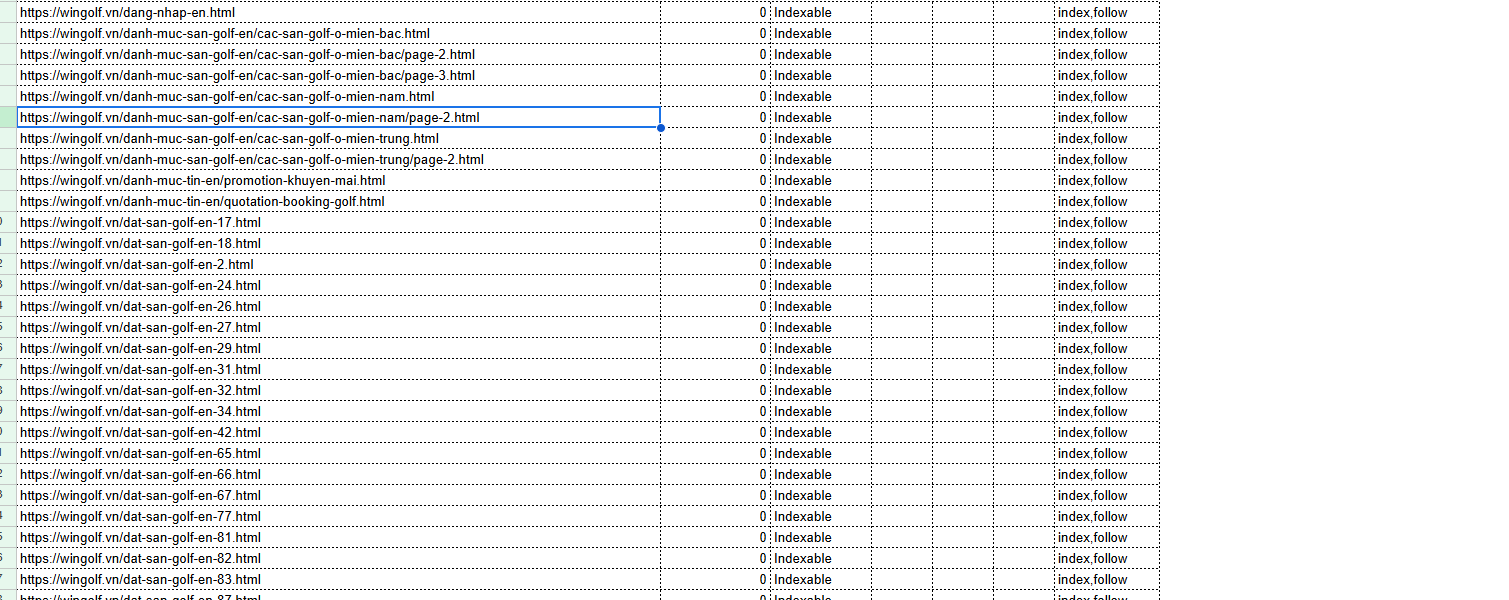 https://wingolf.vn/dang-nhap-en.html 0 Indexable index,follow
https://wingolf.vn/danh-muc-san-golf-en/cac-san-golf-o-mien-bac.html 0 Indexable index,follow
https://wingolf.vn/danh-muc-san-golf-en/cac-san-golf-o-mien-bac/page-2.html 0 Indexable index,follow
https://wingolf.vn/danh-muc-san-golf-en/cac-san-golf-o-mien-bac/page-3.html 0 Indexable index,follow
https://wingolf.vn/danh-muc-san-golf-en/cac-san-golf-o-mien-nam.html 0 Indexable index,follow
https://wingolf.vn/danh-muc-san-golf-en/cac-san-golf-o-mien-nam/page-2.html 0 Indexable index,follow
https://wingolf.vn/danh-muc-san-golf-en/cac-san-golf-o-mien-trung.html 0 Indexable index,follow
https://wingolf.vn/danh-muc-san-golf-en/cac-san-golf-o-mien-trung/page-2.html 0 Indexable index,follow
https://wingolf.vn/danh-muc-tin-en/promotion-khuyen-mai.html 0 Indexable index,follow
https://wingolf.vn/danh-muc-tin-en/quotation-booking-golf.html 0 Indexable index,follow
https://wingolf.vn/dat-san-golf-en-17.html 0 Indexable index,follow
https://wingolf.vn/dat-san-golf-en-18.html 0 Indexable index,follow
https://wingolf.vn/dat-san-golf-en-2.html 0 Indexable index,follow
https://wingolf.vn/dat-san-golf-en-24.html 0 Indexable index,follow
https://wingolf.vn/dat-san-golf-en-26.html 0 Indexable index,follow
https://wingolf.vn/dat-san-golf-en-27.html 0 Indexable index,follow
https://wingolf.vn/dat-san-golf-en-29.html 0 Indexable index,follow
https://wingolf.vn/dat-san-golf-en-31.html 0 Indexable index,follow
https://wingolf.vn/dat-san-golf-en-32.html 0 Indexable index,follow
https://wingolf.vn/dat-san-golf-en-34.html 0 Indexable index,follow
https://wingolf.vn/dat-san-golf-en-42.html 0 Indexable index,follow
https://wingolf.vn/dat-san-golf-en-65.html 0 Indexable index,follow
https://wingolf.vn/dat-san-golf-en-66.html 0 Indexable index,follow
https://wingolf.vn/dat-san-golf-en-67.html 0 Indexable index,follow
https://wingolf.vn/dat-san-golf-en-77.html 0 Indexable index,follow
https://wingolf.vn/dat-san-golf-en-81.html 0 Indexable index,follow
https://wingolf.vn/dat-san-golf-en-82.html 0 Indexable index,follow
https://wingolf.vn/dat-san-golf-en-83.html 0 Indexable index,follow